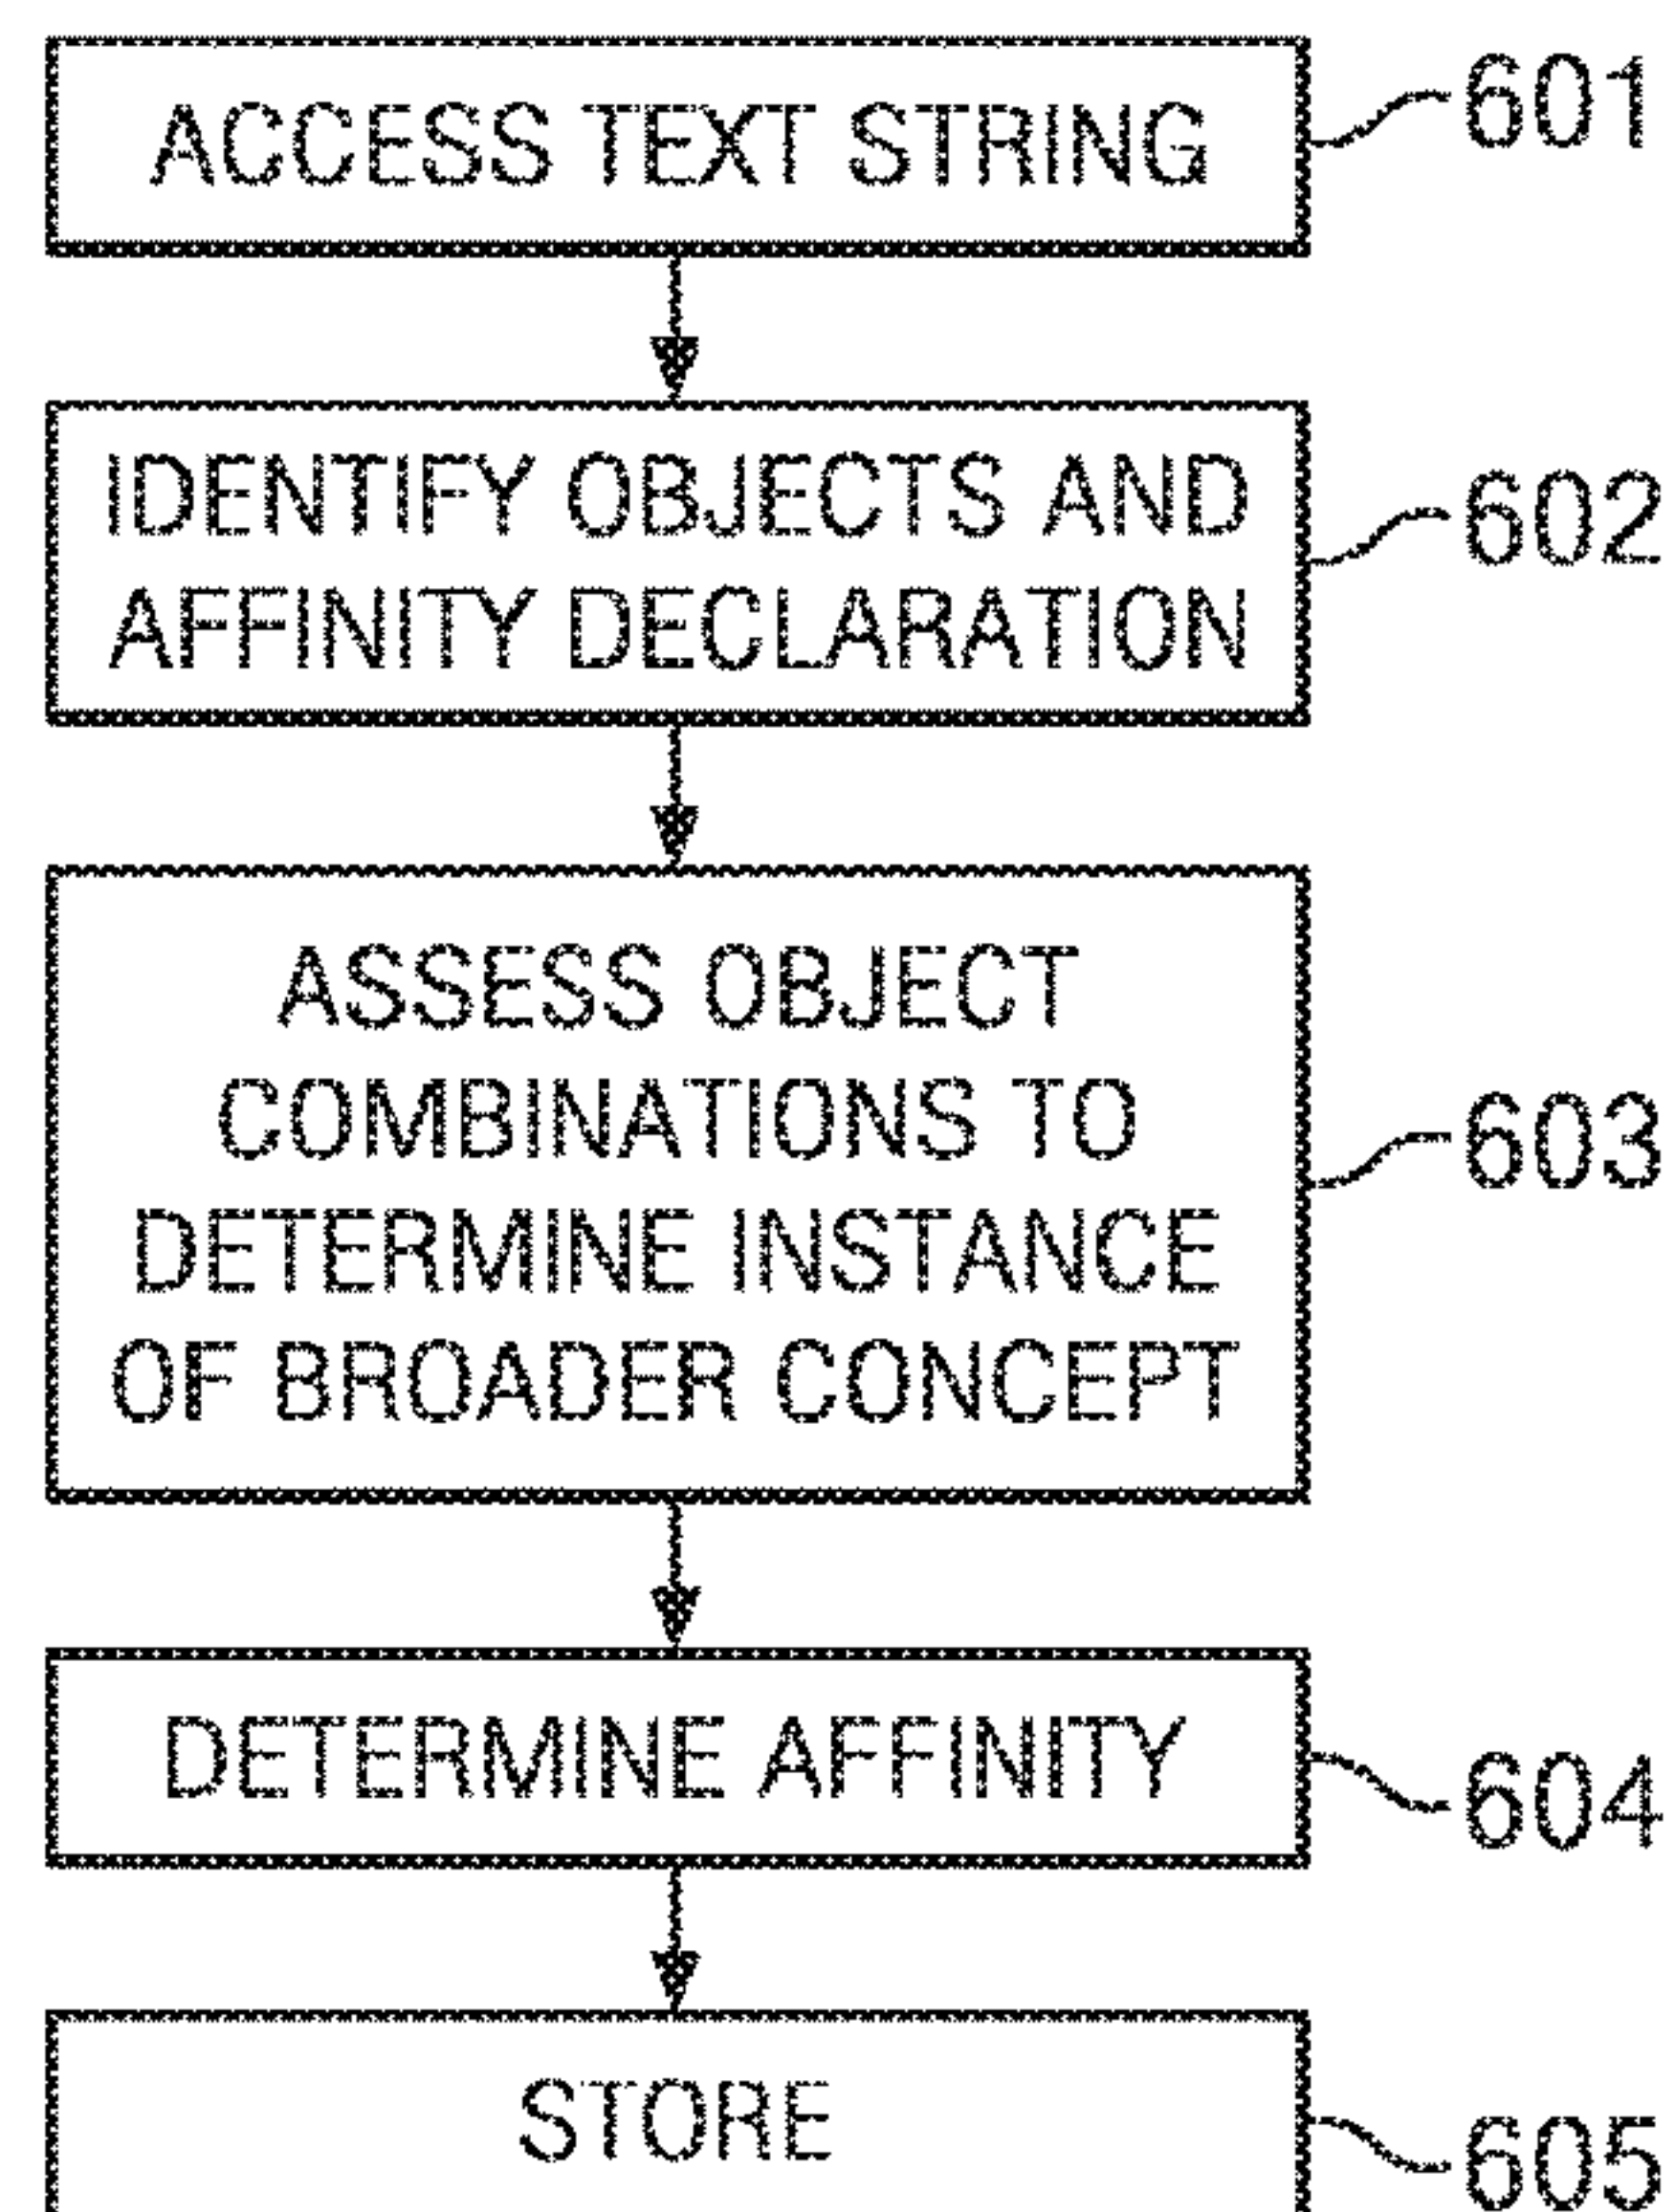 ACCESS TEXT STRING
601
IDENTIFY OBJECTS AND
AFFINITY DECLARATION
602
ASSESS OBJECT
COMBINATIONS TO
DETERMINE INSTANCE
OF BROADER CONCEPT
603
DETERMINE AFFINITY
604
STORE
605